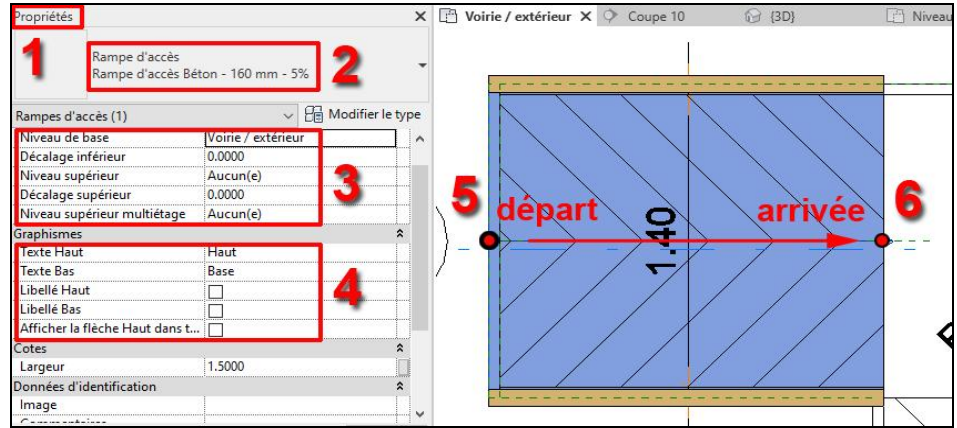 Propriétés
Voirie / extérieur
Coupe 10
{3D}
Niveau
1
Rampe d'accès
Rampe d'accès Béton - 160 mm - 5%
2
Rampes d'accès (1)
Modifier le type
Niveau de base Voirie / extérieur
Décalage inférieur 0.0000
Niveau supérieur Aucun(e)
Décalage supérieur 0.0000
Niveau supérieur multiétage Aucun(e)
3
Graphismes
Texte Haut Haut
Texte Bas Base
Libellé Haut
Libellé Bas
Afficher la flèche Haut dans t...
4
Cotes
Largeur 1.5000
Données d'identification
Image
5
départ
1.40
arrivée
6